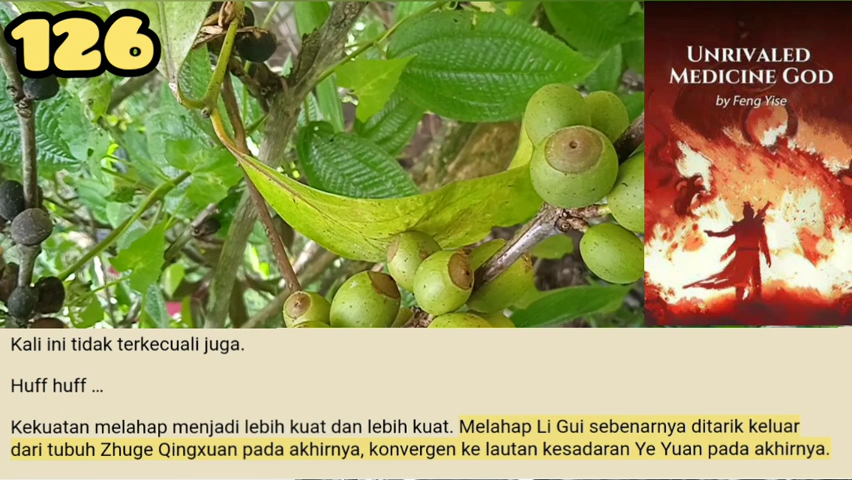 126
UNRIVALED
MEDICINE GOD
by Feng Yise
Kali ini tidak terkecuali juga.
Huff huff ...
Kekuatan melahap menjadi lebih kuat dan lebih kuat. Melahap Li Gui sebenarnya ditarik keluar
dari tubuh Zhuge Qingxuan pada akhirnya, konvergen ke lautan kesadaran Ye Yuan pada akhirnya.